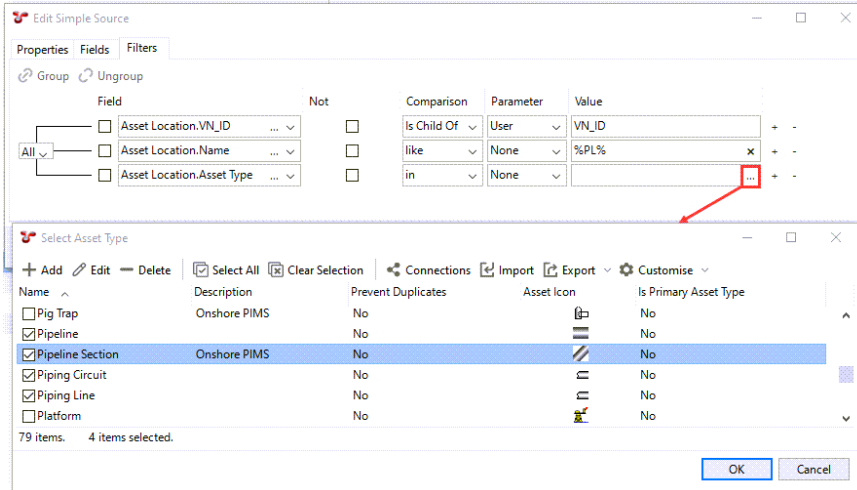 Edit Simple Source
Properties Fields Filters
Group Ungroup
Field Not Comparison Parameter Value
Asset Location.VN_ID ... Is Child Of User VN_ID + -
All Asset Location.Name ... like None %PL% × + -
Asset Location.Asset Type ... in None ... + -
Select Asset Type
Add Edit Delete Select All Clear Selection Connections Import Export Customise
Name Description Prevent Duplicates Asset Icon Is Primary Asset Type
Pig Trap Onshore PIMS No No
Pipeline No No
Pipeline Section Onshore PIMS No No
Piping Circuit No No
Piping Line No No
Platform No No
79 items. 4 items selected.
OK Cancel